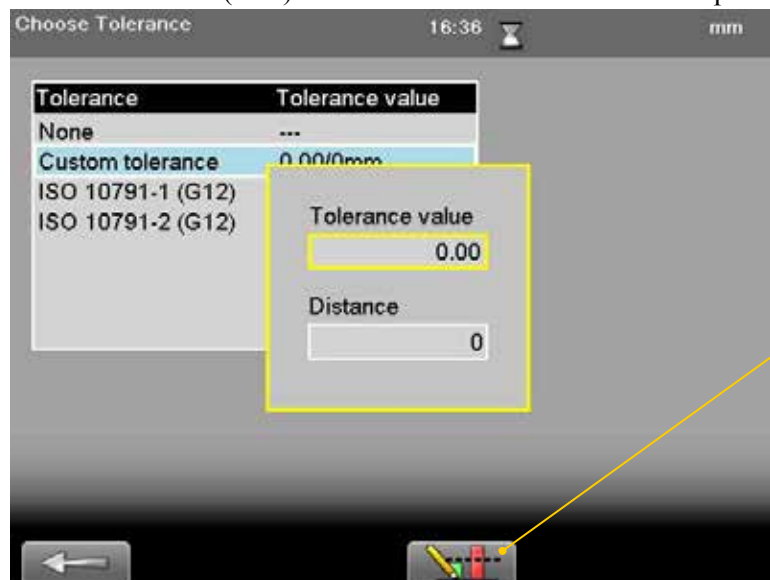 Choose Tolerance 16:36 mm
Tolerance Tolerance value
None ---
Custom tolerance 0.00/0mm
ISO 10791-1 (G12)
ISO 10791-2 (G12)
Tolerance value
0.00
Distance
0